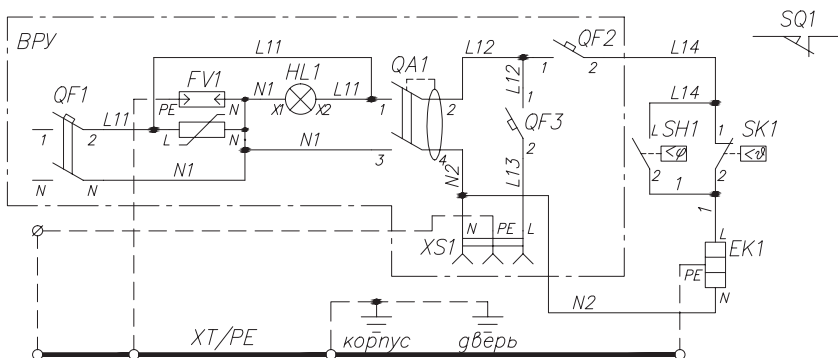 SQ1
ВРУ
L11
QA1
L12
QF2
L14
FV1
N1
HL1
L11
1
2
L12
QF1
L11
PE
N
X1
X2
1
2
1
L14
1
2
L
N
N1
QF3
L
SH1
<φ
1
SK1
<ϑ
N
N
N1
3
4
2
2
2
N2
L13
1
1
XS1
N
PE
L
L
EK1
PE
N
N2
XT/PE
корпус
дверь